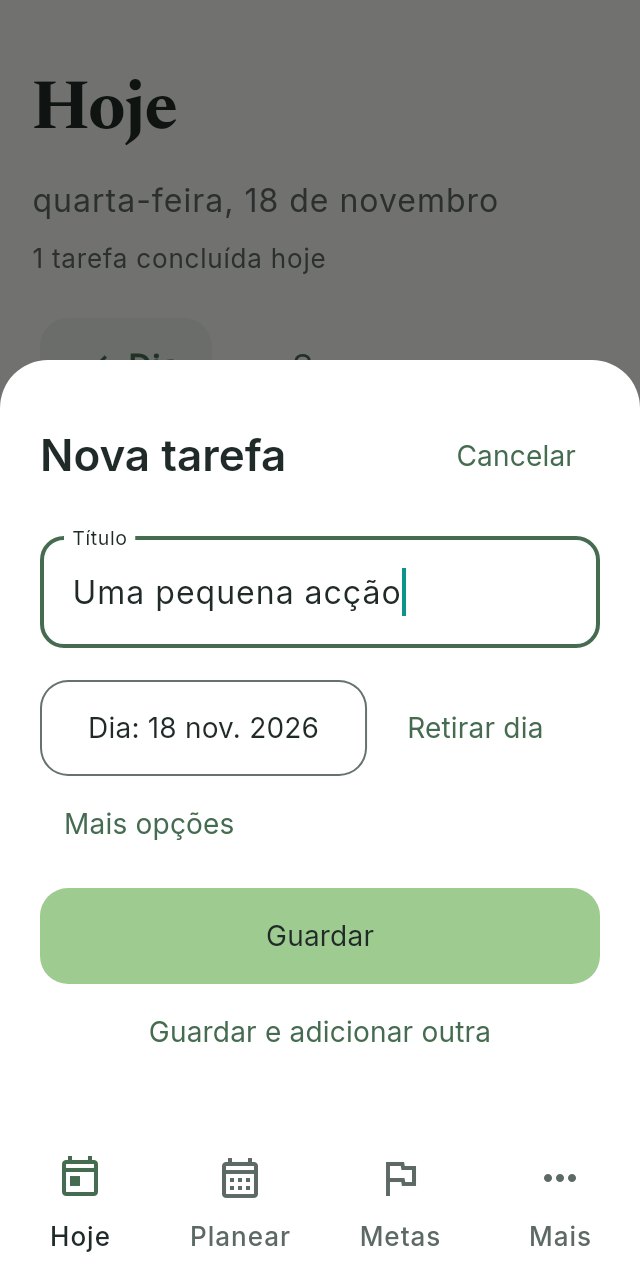 Hoje
quarta-feira, 18 de novembro
1 tarefa concluída hoje
Nova tarefa
Cancelar
Título
Uma pequena acção
Dia: 18 nov. 2026
Retirar dia
Mais opções
Guardar
Guardar e adicionar outra
Hoje
Planear
Metas
Mais